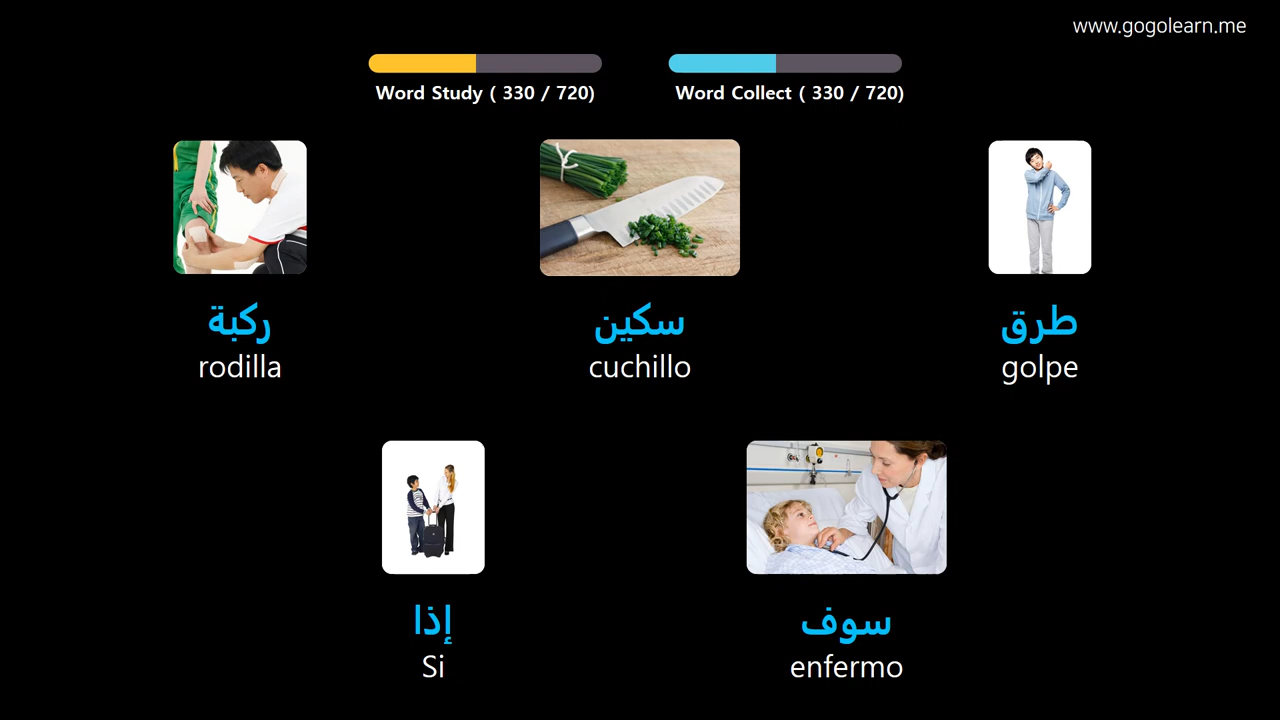 www.gogolearn.me
Word Study ( 330 / 720)
Word Collect ( 330 / 720)
ركبة
rodilla
سكين
cuchillo
طرق
golpe
إذا
Si
سوف
enfermo